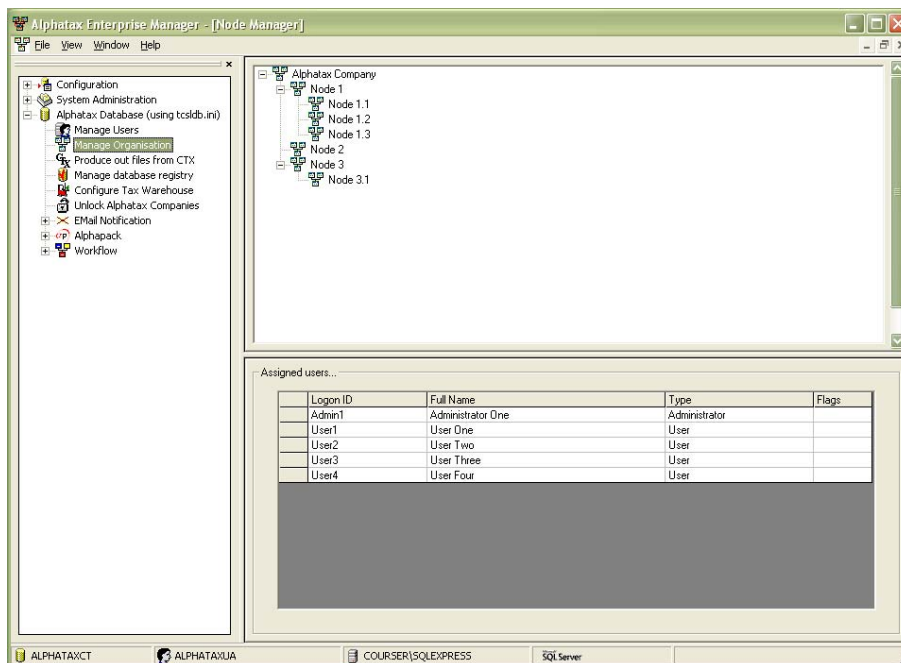 Alphatax Enterprise Manager - [Node Manager]
File View Window Help
Configuration
System Administration
Alphatax Database (using tcsldb.ini)
Manage Users
Manage Organisation
Produce out files from CTX
Manage database registry
Configure Tax Warehouse
Unlock Alphatax Companies
EMail Notification
Alphapack
Workflow
Alphatax Company
Node 1
Node 1.1
Node 1.2
Node 1.3
Node 2
Node 3
Node 3.1
Assigned users...
Logon ID Full Name Type Flags
Admin1 Administrator One Administrator
User1 User One User
User2 User Two User
User3 User Three User
User4 User Four User
ALPHATAXCT ALPHATAXUA COURSER\SQLEXPRESS SQL Server